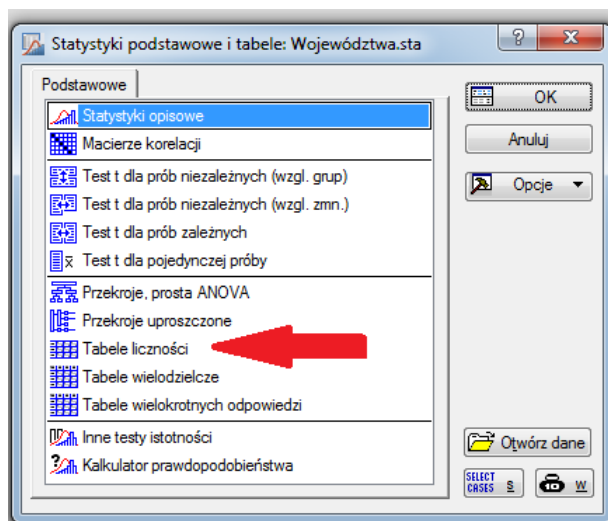 Statystyki podstawowe i tabele: Województwa.sta
Podstawowe
Statystyki opisowe
Macierze korelacji
Test t dla prób niezależnych (wzgl. grup)
Test t dla prób niezależnych (wzgl. zmn.)
Test t dla prób zależnych
Test t dla pojedynczej próby
Przekroje, prosta ANOVA
Przekroje uproszczone
Tabele liczności
Tabele wielodzielcze
Tabele wielokrotnych odpowiedzi
Inne testy istotności
Kalkulator prawdopodobieństwa
OK
Anuluj
Opcje
Otwórz dane
SELECT CASES S
10 W